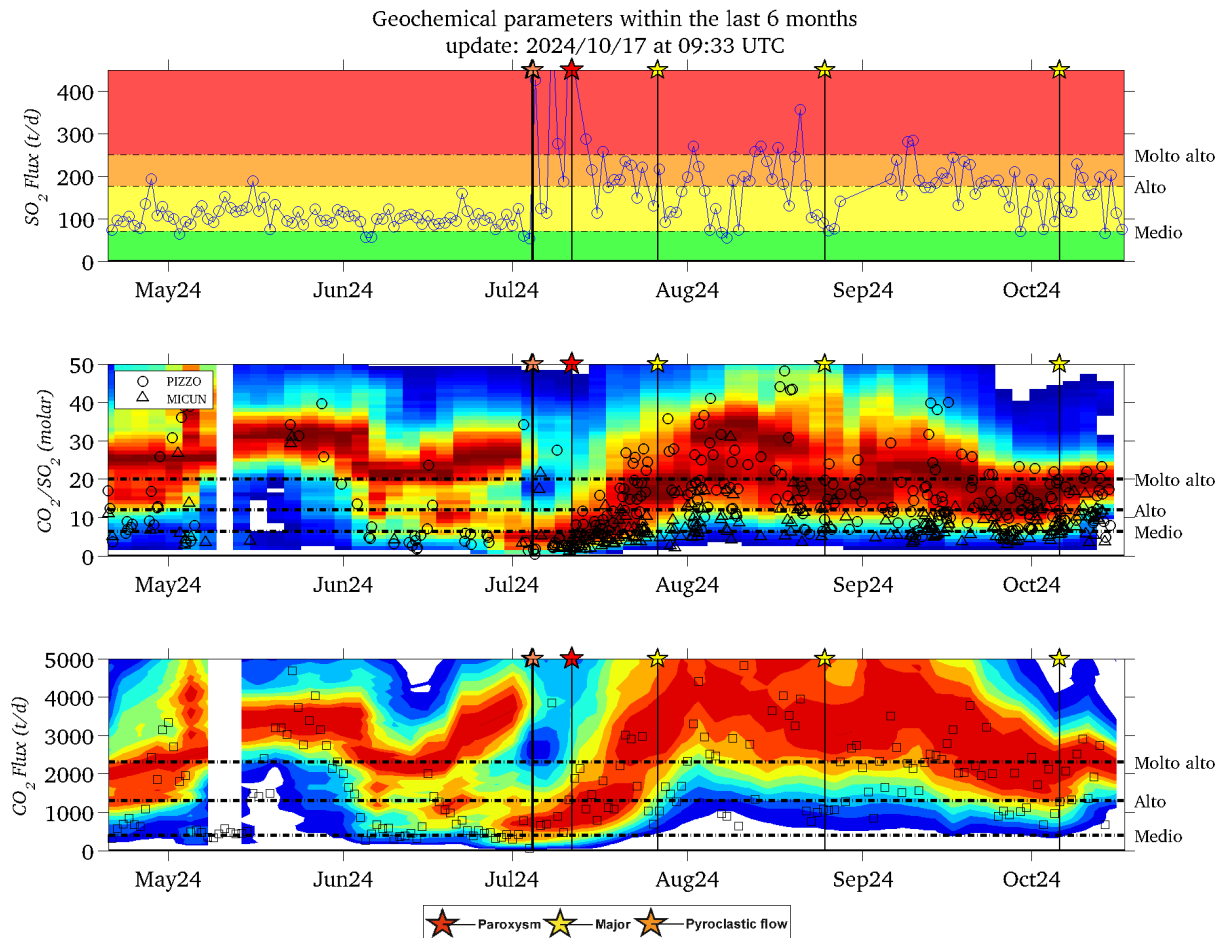 Geochemical parameters within the last 6 months
update: 2024/10/17 at 09:33 UTC
SO2 Flux (t/d)
400
300
200
100
0
Molto alto
Alto
Medio
May24 Jun24 Jul24 Aug24 Sep24 Oct24
CO2/SO2 (molar)
50
40
30
20
10
0
PIZZO
MICUN
Molto alto
Alto
Medio
May24 Jun24 Jul24 Aug24 Sep24 Oct24
CO2 Flux (t/d)
5000
4000
3000
2000
1000
0
Molto alto
Alto
Medio
May24 Jun24 Jul24 Aug24 Sep24 Oct24
Paroxysm Major Pyroclastic flow